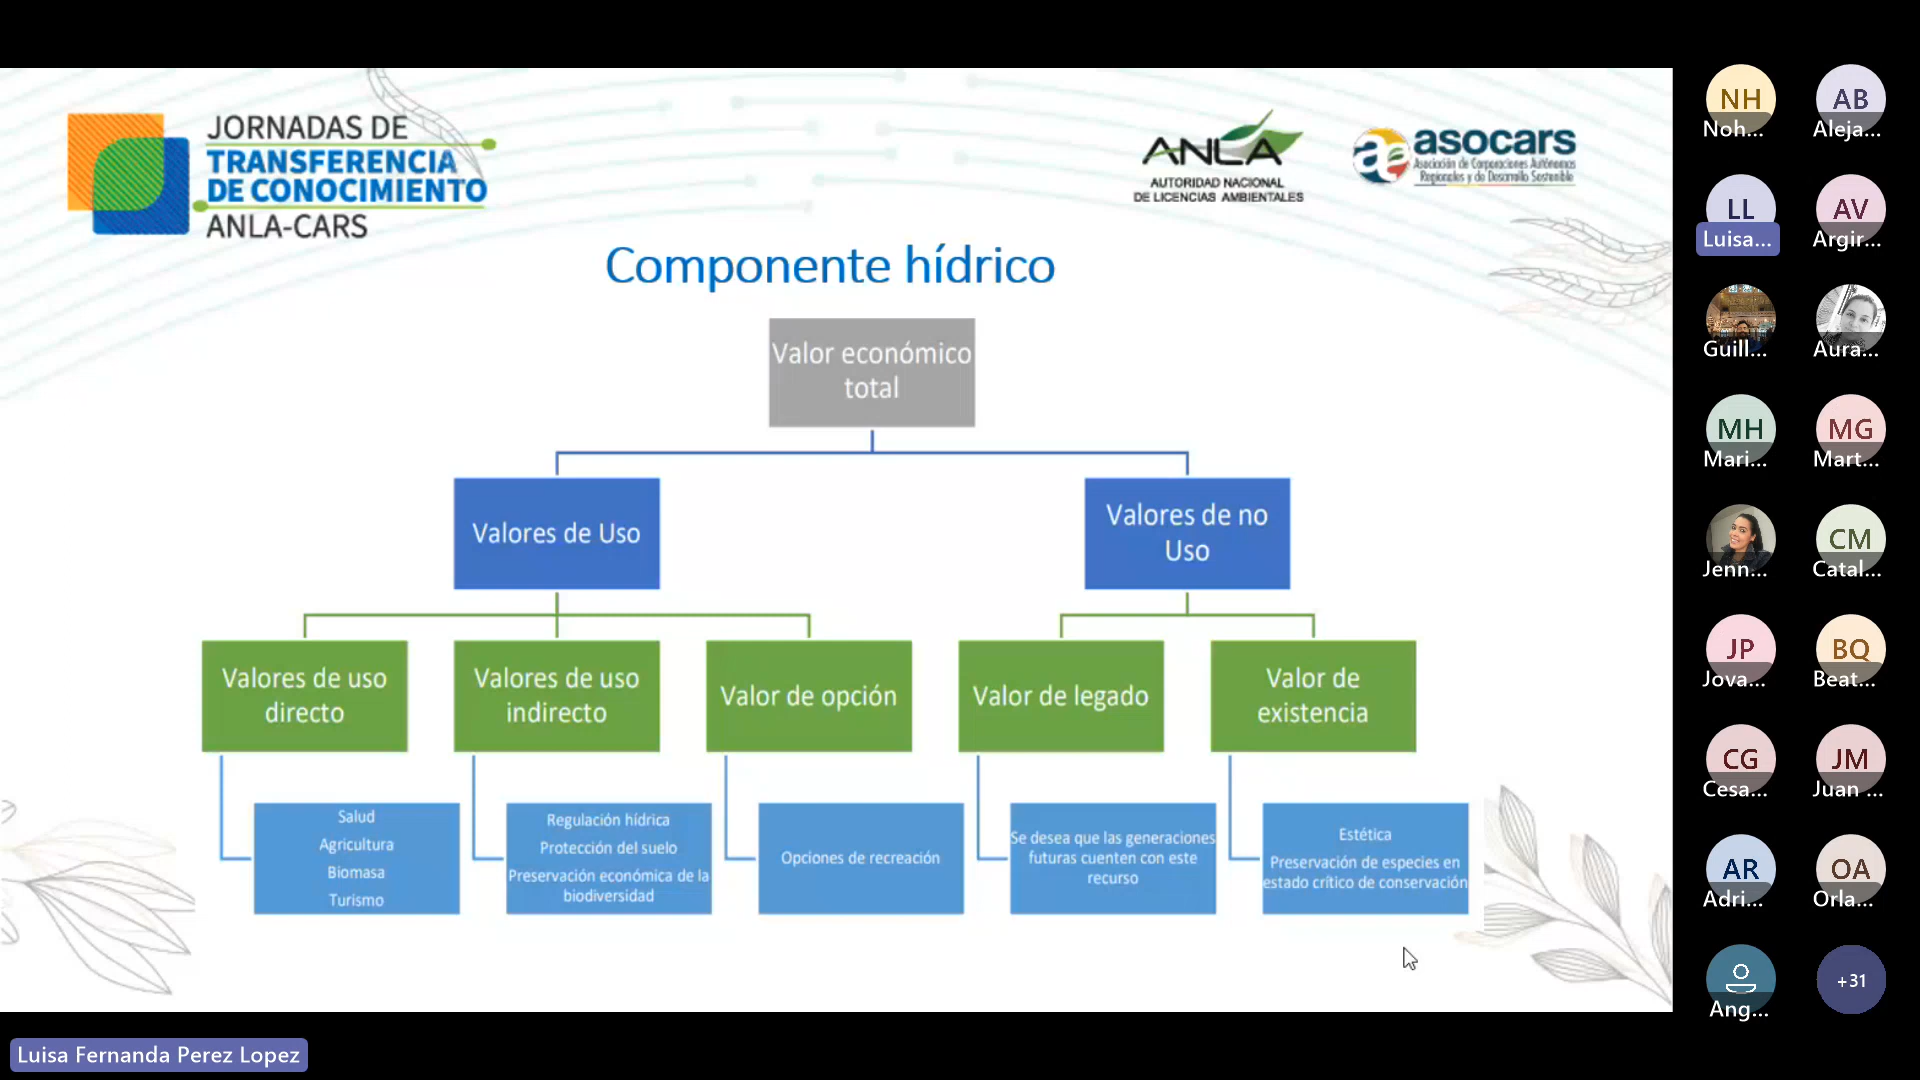 JORNADAS DE
TRANSFERENCIA
DE CONOCIMIENTO
ANLA-CARS
ANLA
AUTORIDAD NACIONAL
DE LICENCIAS AMBIENTALES
asocars
Asociación de Corporaciones Autónomas
Regionales y de Desarrollo Sostenible
Componente hídrico
Valor económico
total
Valores de Uso
Valores de no
Uso
Valores de uso
directo
Valores de uso
indirecto
Valor de opción
Valor de legado
Valor de
existencia
Salud
Agricultura
Biomasa
Turismo
Regulación hídrica
Protección del suelo
Preservación económica de la
biodiversidad
Opciones de recreación
Se desea que las generaciones
futuras cuenten con este
recurso
Estética
Preservación de especies en
estado crítico de conservación
NH
Noh...
AB
Aleja...
LL
Luisa...
AV
Argir...
Guill...
Aura...
MH
Mari...
MG
Mart...
Jenn...
CM
Catal...
JP
Jova...
BQ
Beat...
CG
Cesa...
JM
Juan ...
AR
Adri...
OA
Orla...
Ang...
+31
Luisa Fernanda Perez Lopez